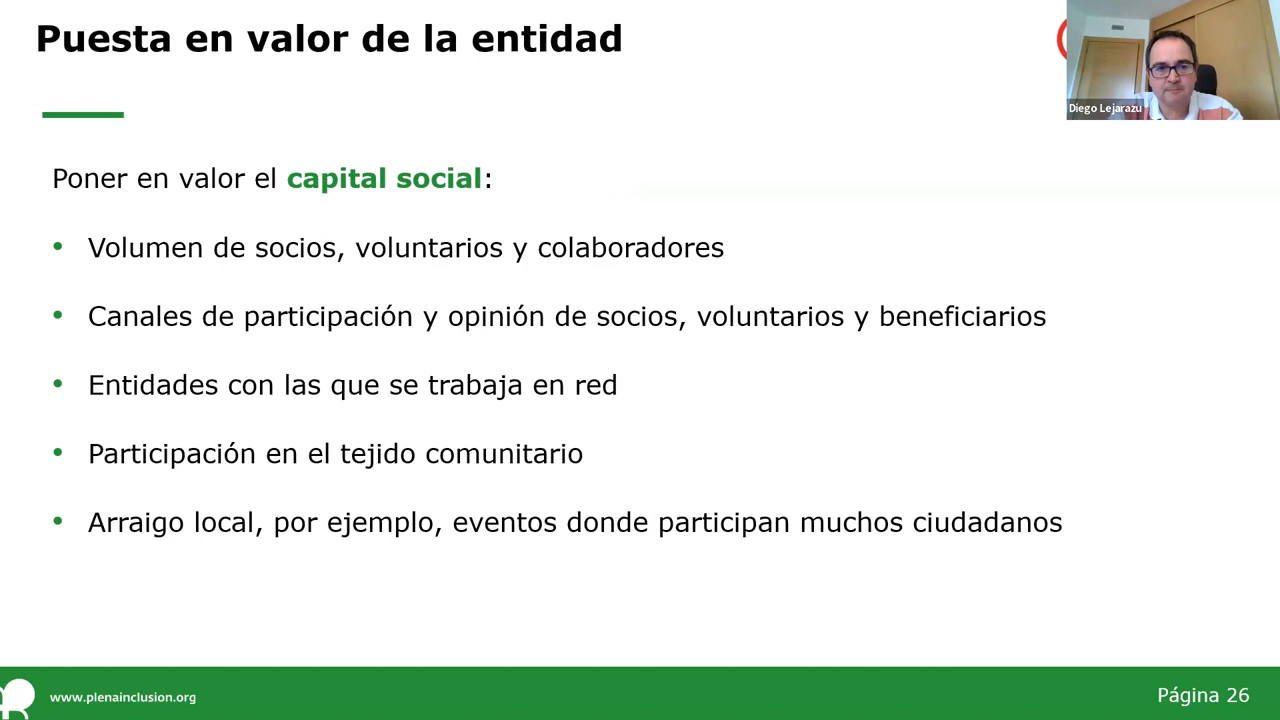 Puesta en valor de la entidad
Diego Lejarazu
Poner en valor el capital social:
• Volumen de socios, voluntarios y colaboradores
• Canales de participación y opinión de socios, voluntarios y beneficiarios
• Entidades con las que se trabaja en red
• Participación en el tejido comunitario
• Arraigo local, por ejemplo, eventos donde participan muchos ciudadanos
www.plenainclusion.org
Página 26